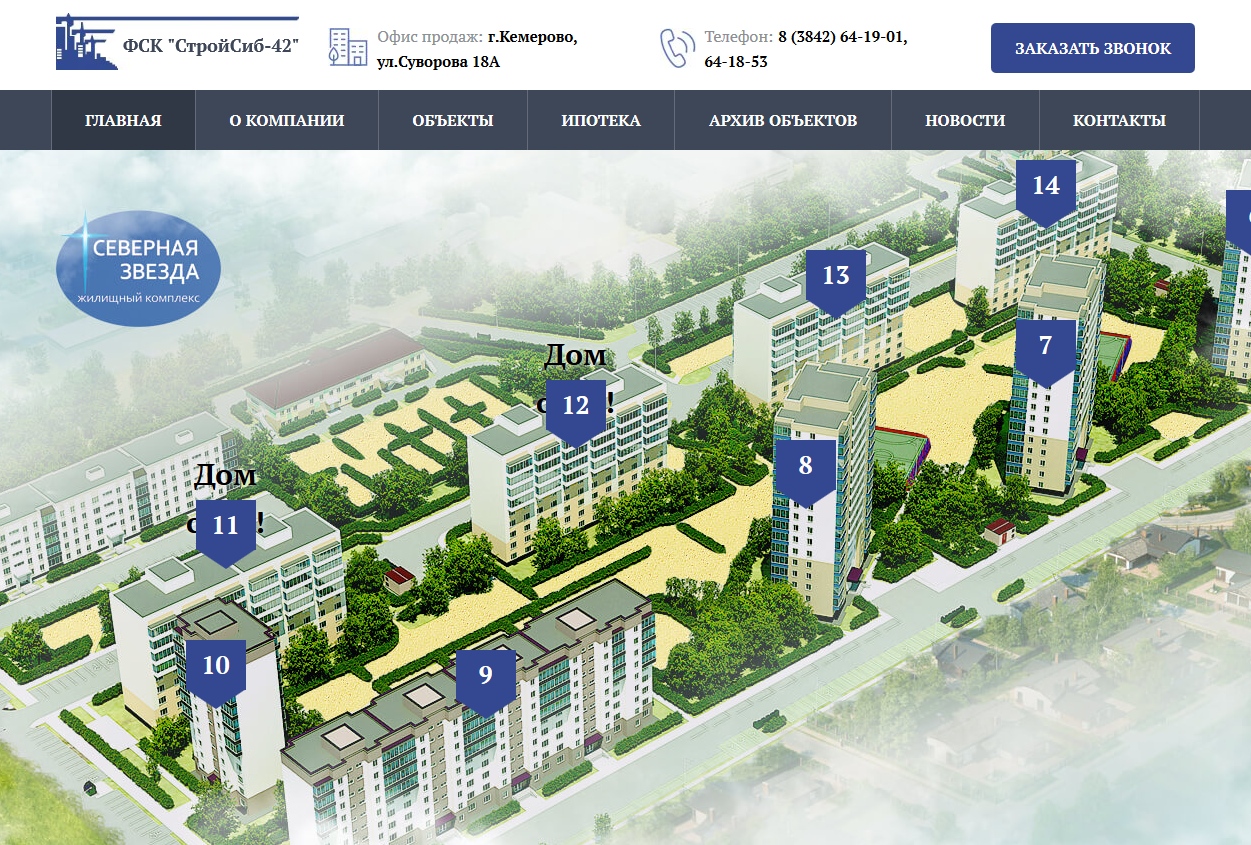 ФСК "СтройСиб-42"
Офис продаж: г.Кемерово,
ул.Суворова 18А
Телефон: 8 (3842) 64-19-01,
64-18-53
ЗАКАЗАТЬ ЗВОНОК
ГЛАВНАЯ
О КОМПАНИИ
ОБЪЕКТЫ
ИПОТЕКА
АРХИВ ОБЪЕКТОВ
НОВОСТИ
КОНТАКТЫ
СЕВЕРНАЯ
ЗВЕЗДА
ЖИЛИЩНЫЙ КОМПЛЕКС
14
13
7
Дом
12
8
Дом
11
10
9